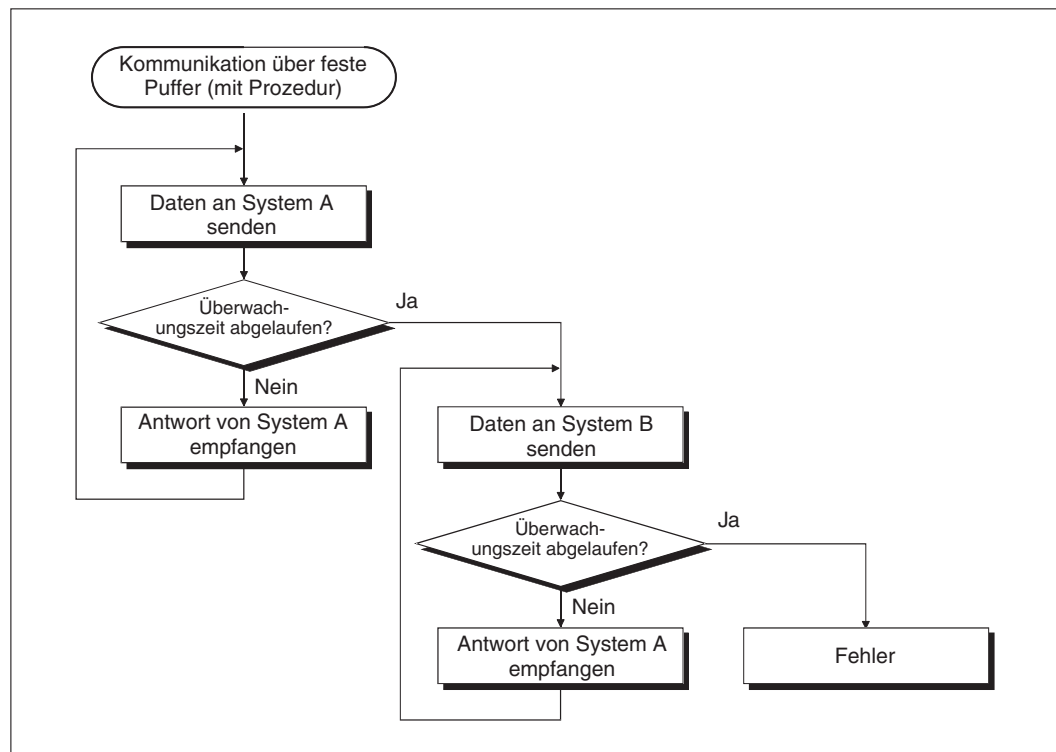 Kommunikation über feste
Puffer (mit Prozedur)
Daten an System A
senden
Überwach-
ungszeit abgelaufen?
Ja
Nein
Antwort von System A
empfangen
Daten an System B
senden
Überwach-
ungszeit abgelaufen?
Ja
Nein
Antwort von System A
empfangen
Fehler